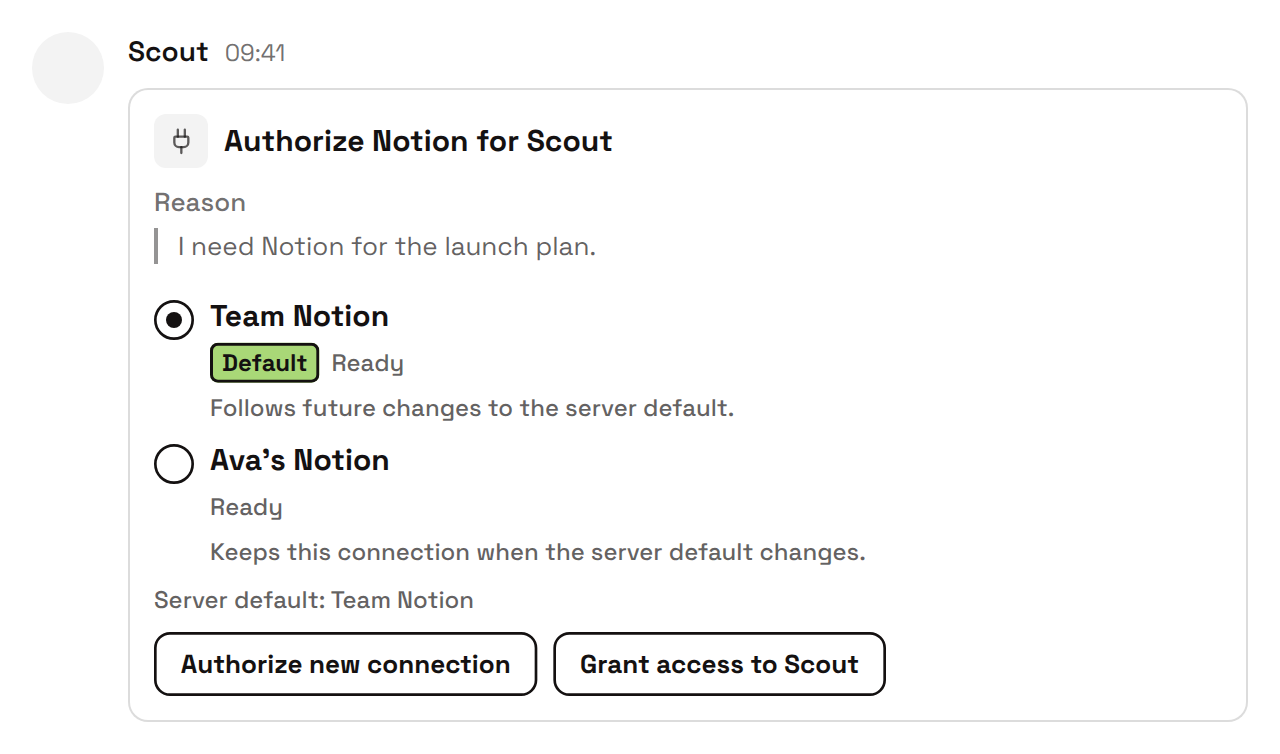 Scout 09:41
Authorize Notion for Scout
Reason
I need Notion for the launch plan.
Team Notion
Default Ready
Follows future changes to the server default.
Ava’s Notion
Ready
Keeps this connection when the server default changes.
Server default: Team Notion
Authorize new connection Grant access to Scout